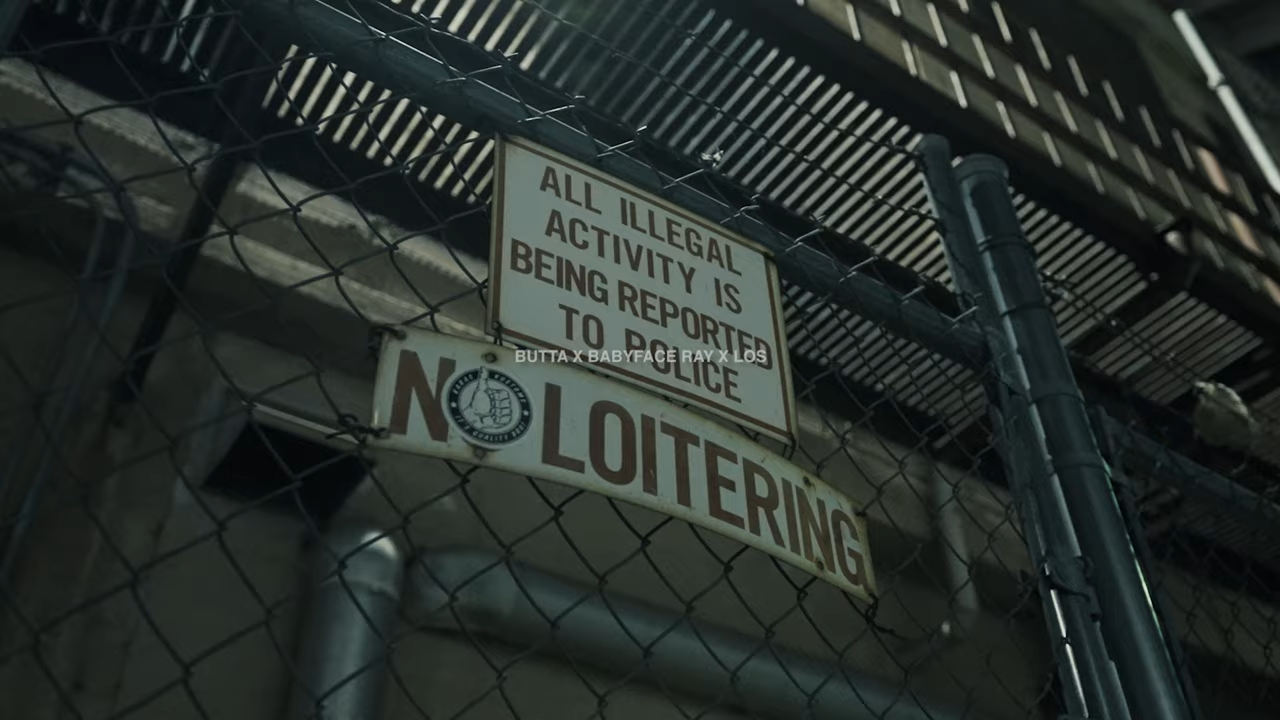 ALL ILLEGAL
ACTIVITY IS
BEING REPORTED
TO POLICE
BUTTA X BABYFACE RAY X LOS
NO LOITERING